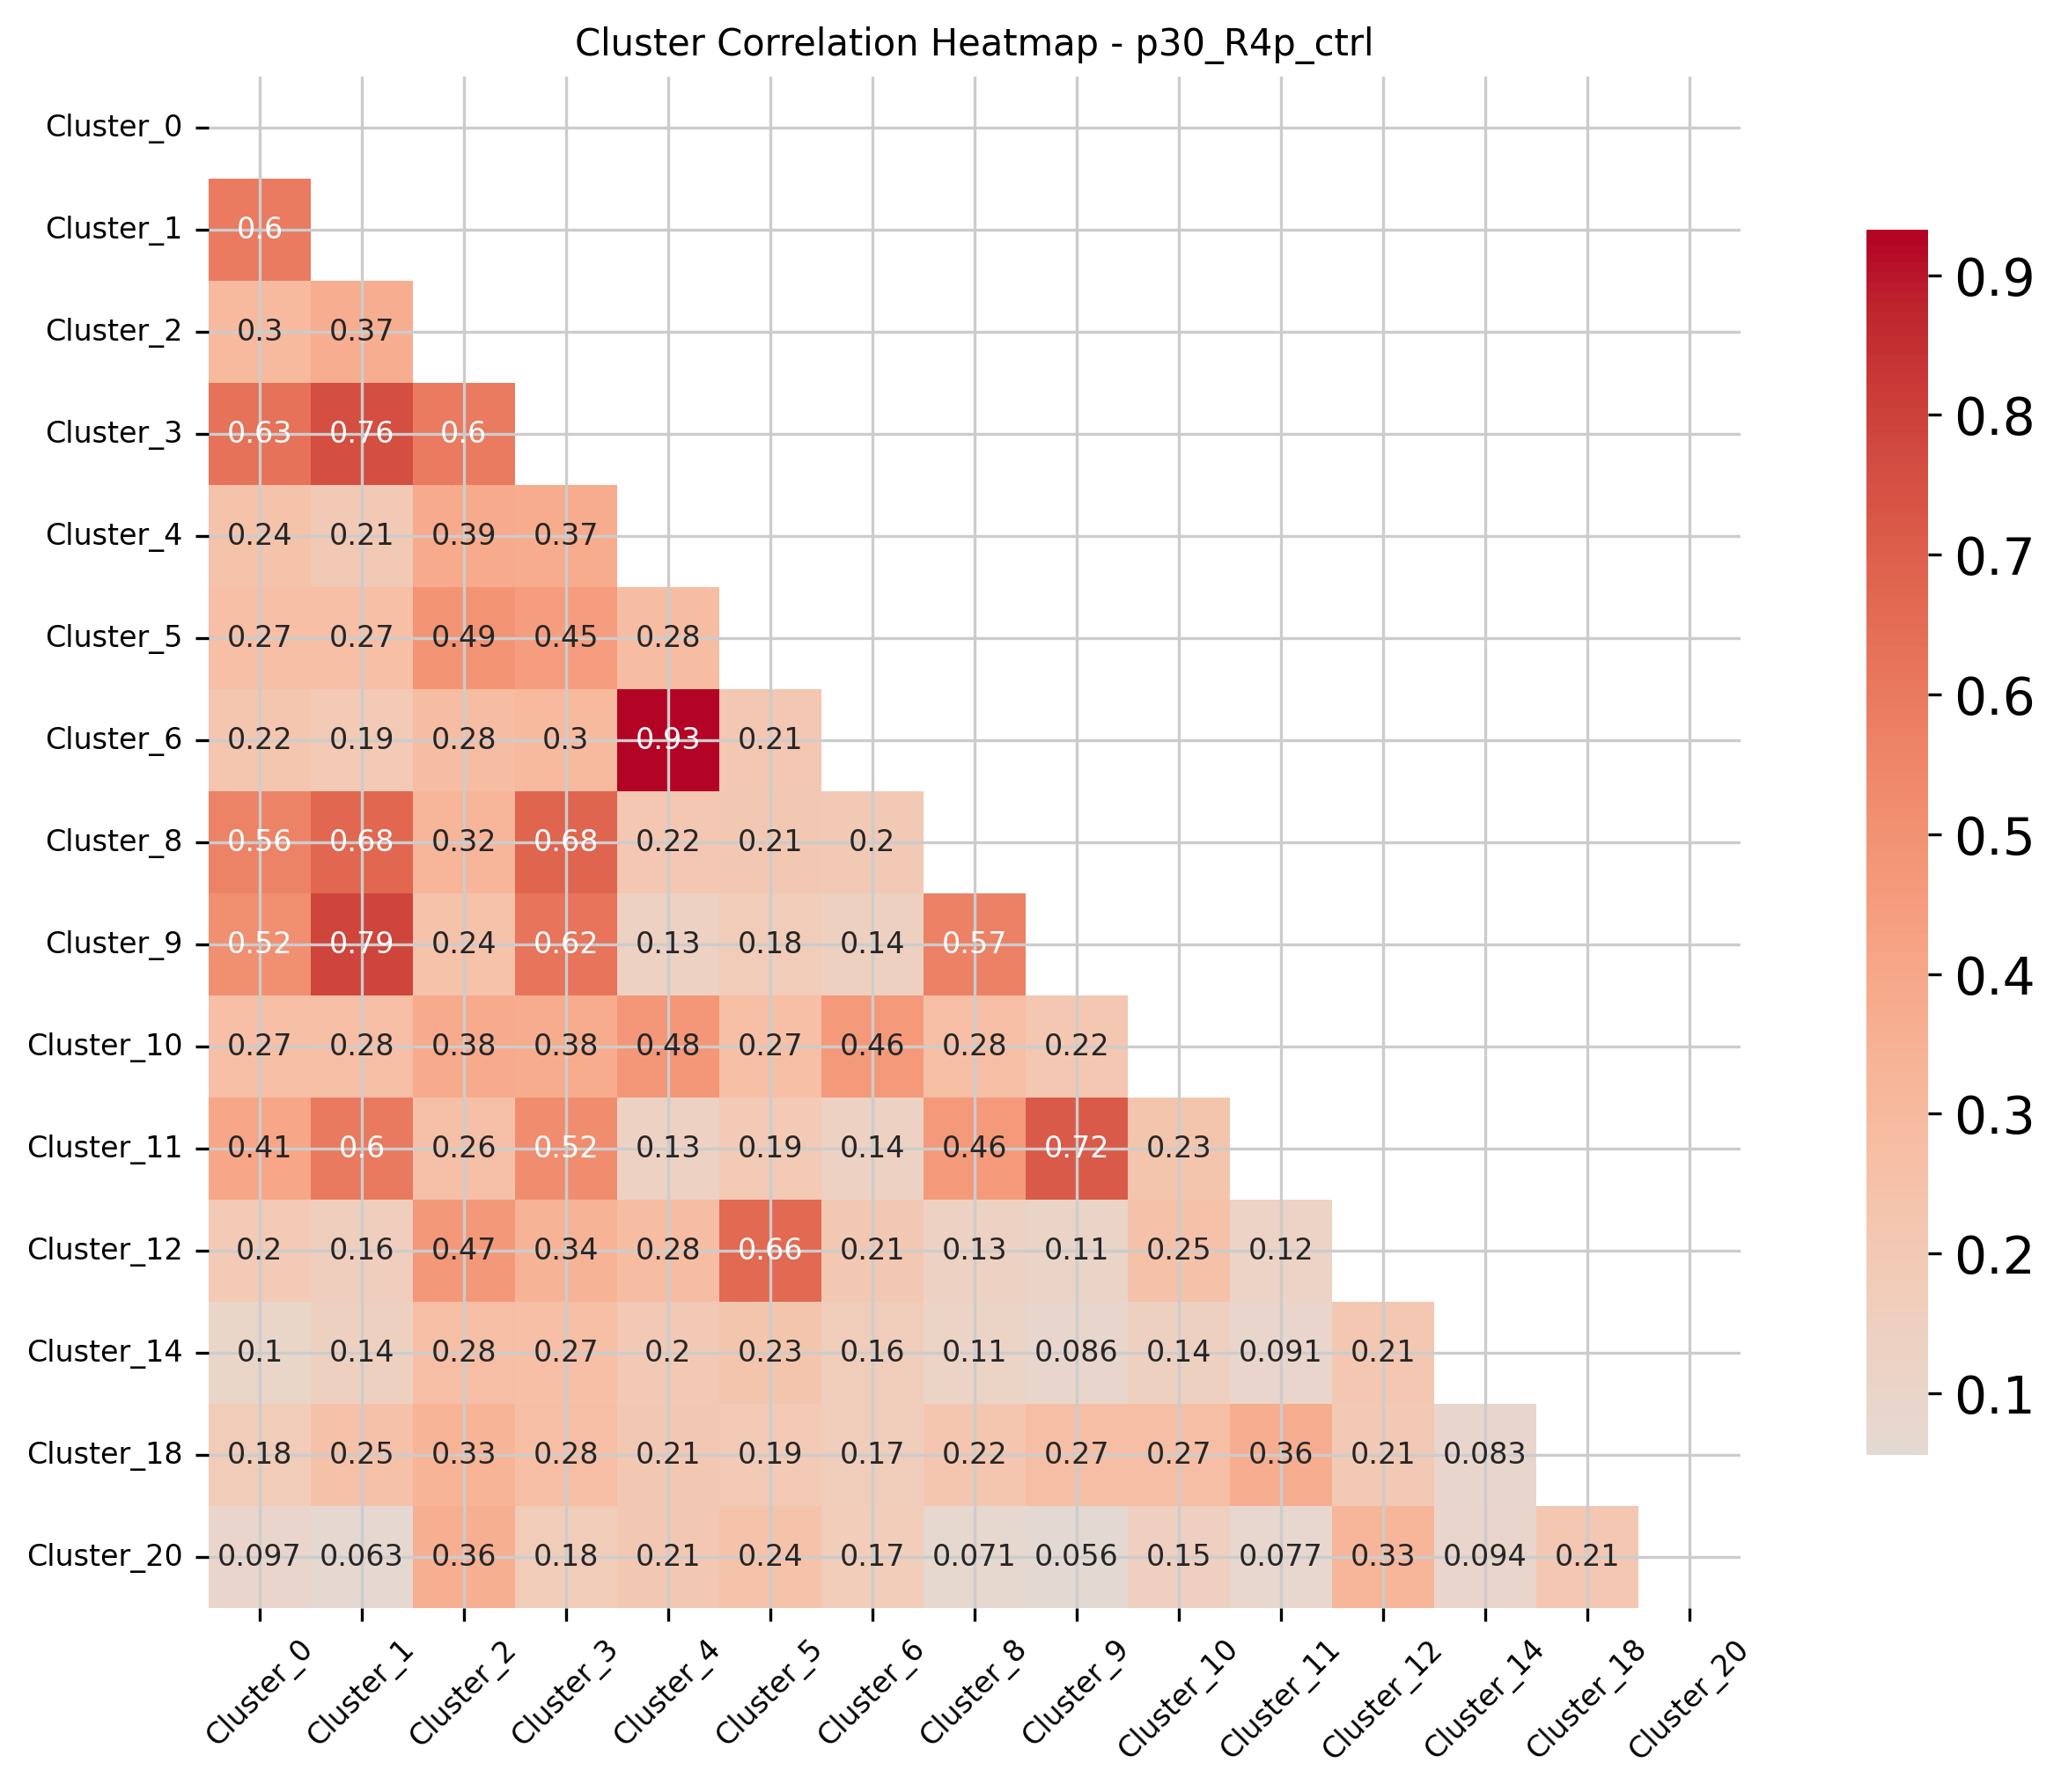 Cluster Correlation Heatmap - p30_R4p_ctrl
Cluster_0
Cluster_1 0.6
Cluster_2 0.3 0.37
Cluster_3 0.63 0.76 0.6
Cluster_4 0.24 0.21 0.39 0.37
Cluster_5 0.27 0.27 0.49 0.45 0.28
Cluster_6 0.22 0.19 0.28 0.3 0.93 0.21
Cluster_8 0.56 0.68 0.32 0.68 0.22 0.21 0.2
Cluster_9 0.52 0.79 0.24 0.62 0.13 0.18 0.14 0.57
Cluster_10 0.27 0.28 0.38 0.38 0.48 0.27 0.46 0.28 0.22
Cluster_11 0.41 0.6 0.26 0.52 0.13 0.19 0.14 0.46 0.72 0.23
Cluster_12 0.2 0.16 0.47 0.34 0.28 0.66 0.21 0.13 0.11 0.25 0.12
Cluster_14 0.1 0.14 0.28 0.27 0.2 0.23 0.16 0.11 0.086 0.14 0.091 0.21
Cluster_18 0.18 0.25 0.33 0.28 0.21 0.19 0.17 0.22 0.27 0.27 0.36 0.21 0.083
Cluster_20 0.097 0.063 0.36 0.18 0.21 0.24 0.17 0.071 0.056 0.15 0.077 0.33 0.094 0.21
Cluster_0 Cluster_1 Cluster_2 Cluster_3 Cluster_4 Cluster_5 Cluster_6 Cluster_8 Cluster_9 Cluster_10 Cluster_11 Cluster_12 Cluster_14 Cluster_18 Cluster_20
0.9
0.8
0.7
0.6
0.5
0.4
0.3
0.2
0.1